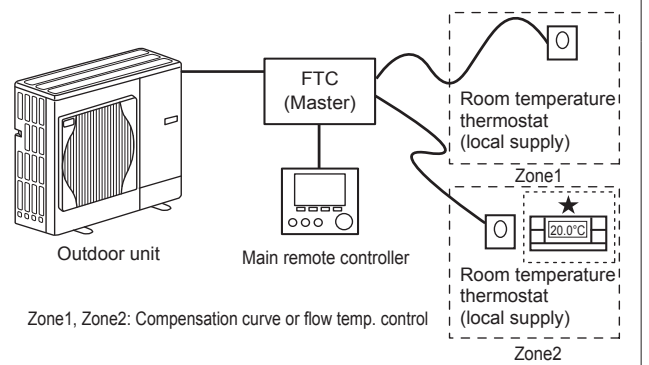 FTC
(Master)
Room temperature
thermostat
(local supply)
Zone1
Outdoor unit
Main remote controller
20.0°C
Room temperature
thermostat
(local supply)
Zone1, Zone2: Compensation curve or flow temp. control
Zone2